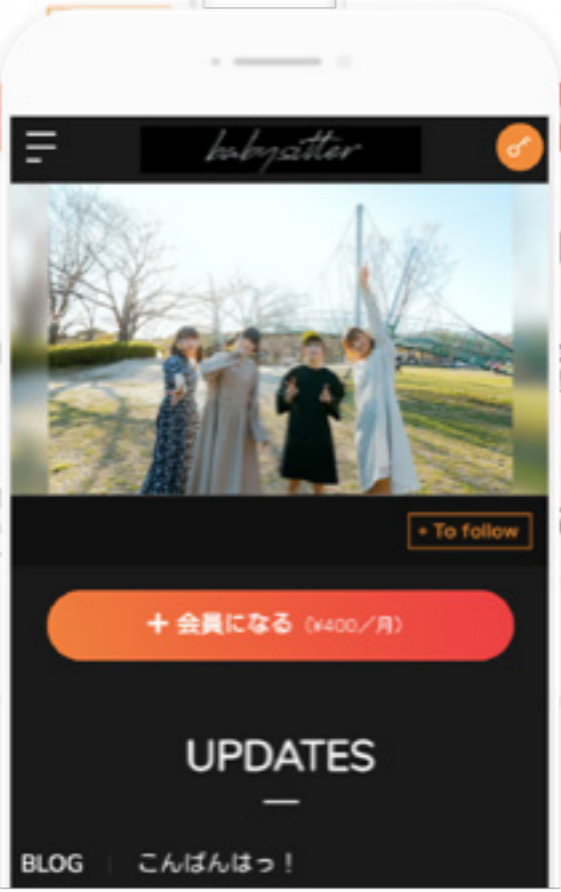 babysitter
+ To follow
+ 会員になる (¥400／月)
UPDATES
BLOG | こんばんはっ！